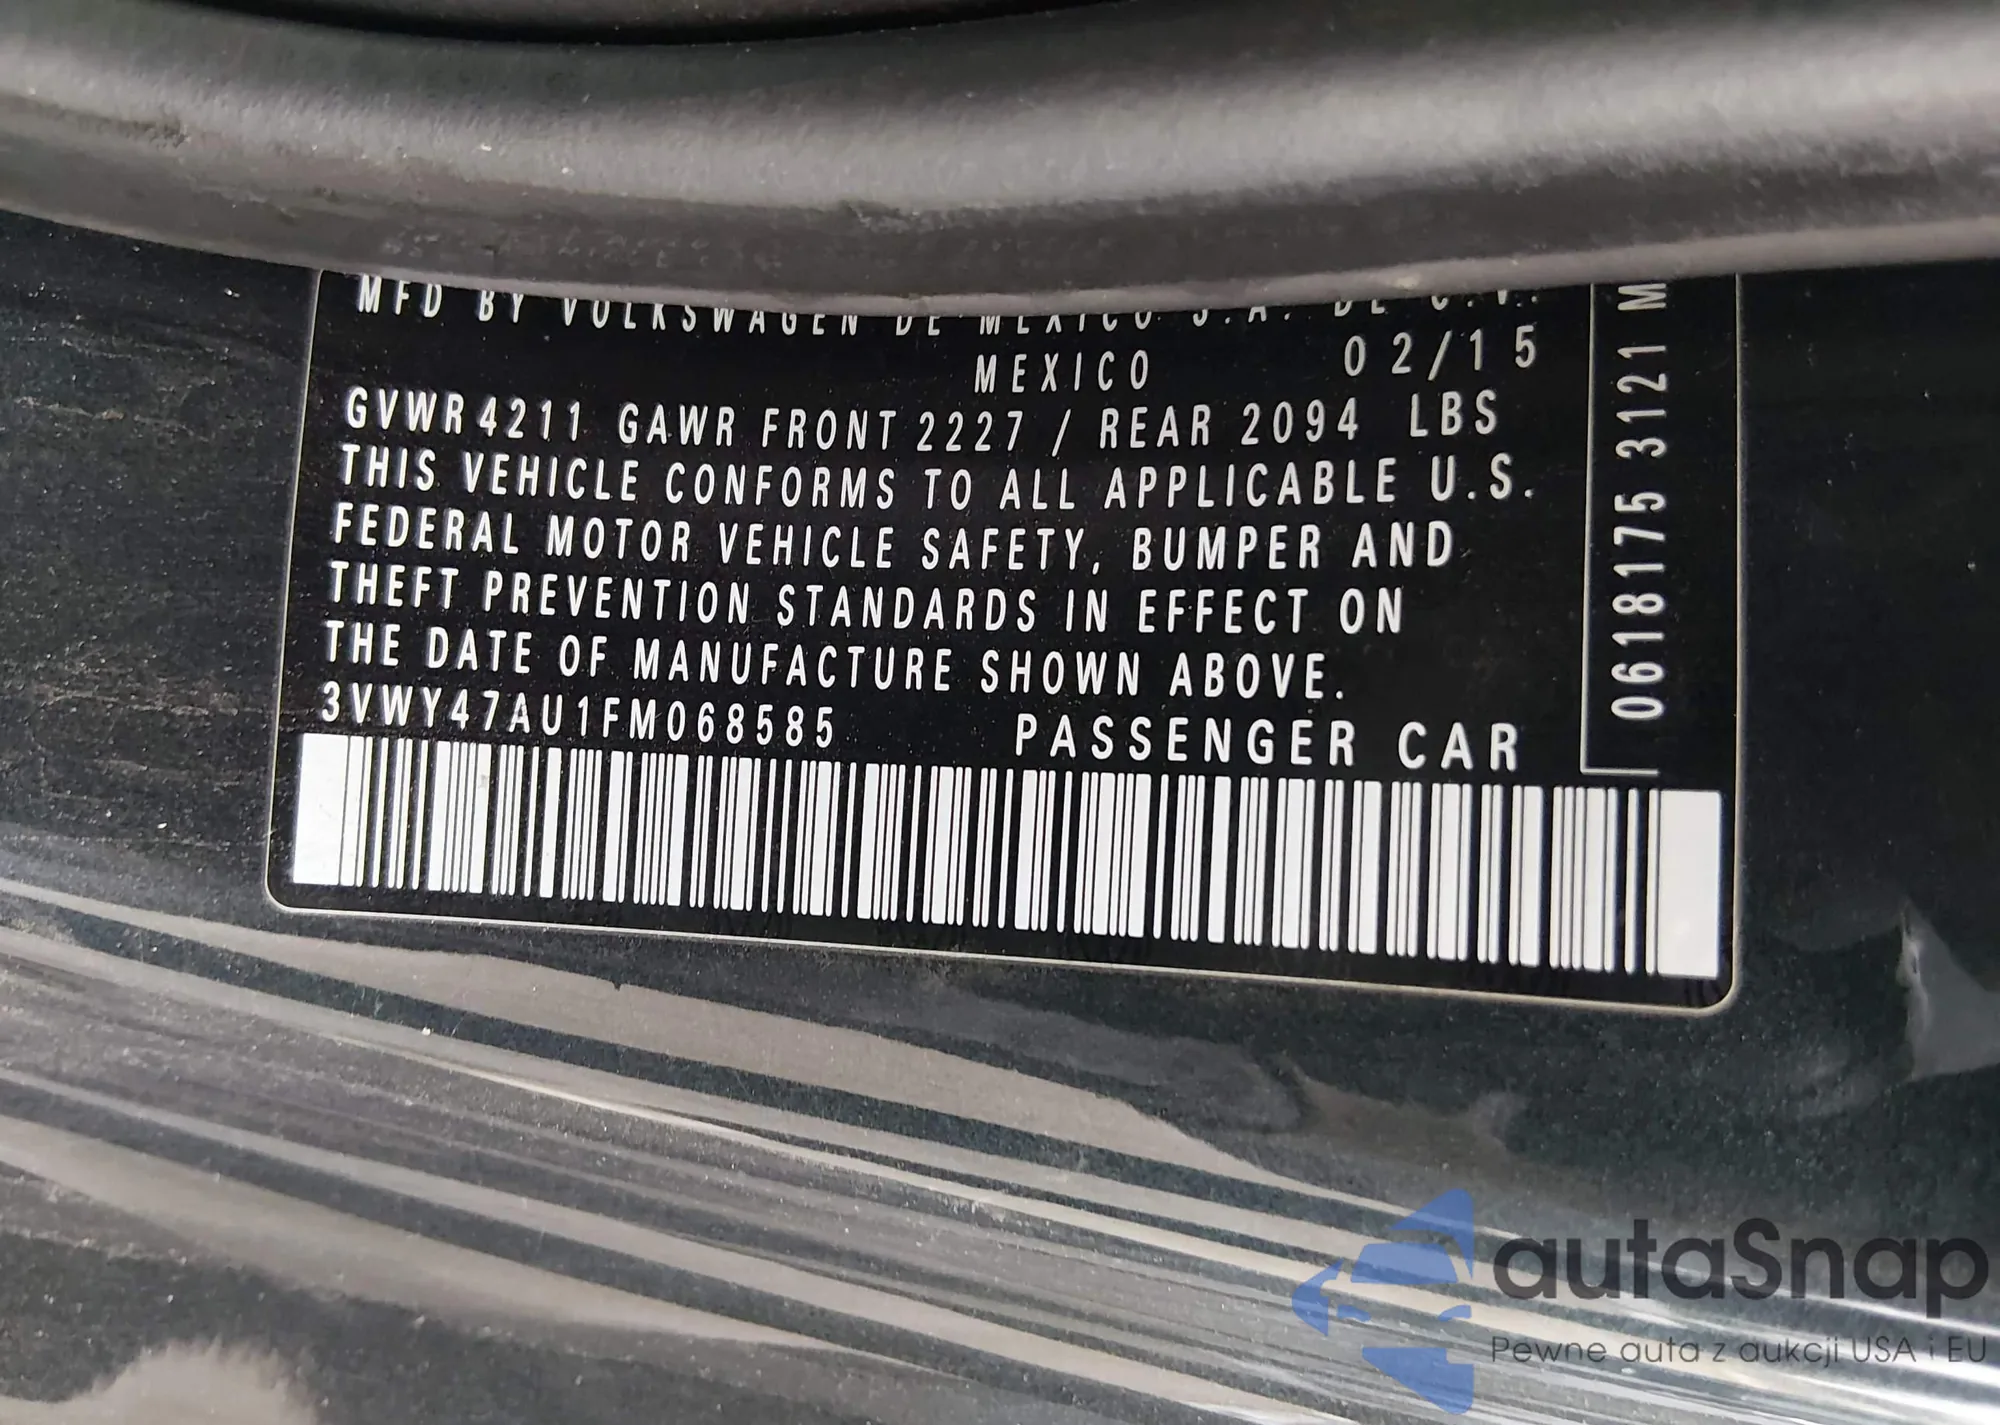 MFD BY VOLKSWAGEN DE MEXICO S.A. DE C.V.
MEXICO 02/15
GVWR 4211 GAWR FRONT 2227 / REAR 2094 LBS
THIS VEHICLE CONFORMS TO ALL APPLICABLE U.S.
FEDERAL MOTOR VEHICLE SAFETY, BUMPER AND
THEFT PREVENTION STANDARDS IN EFFECT ON
THE DATE OF MANUFACTURE SHOWN ABOVE.
3VWY47AU1FM068585 PASSENGER CAR
0618175 3121 M
autaSnap
Pewne auta z aukcji USA i EU